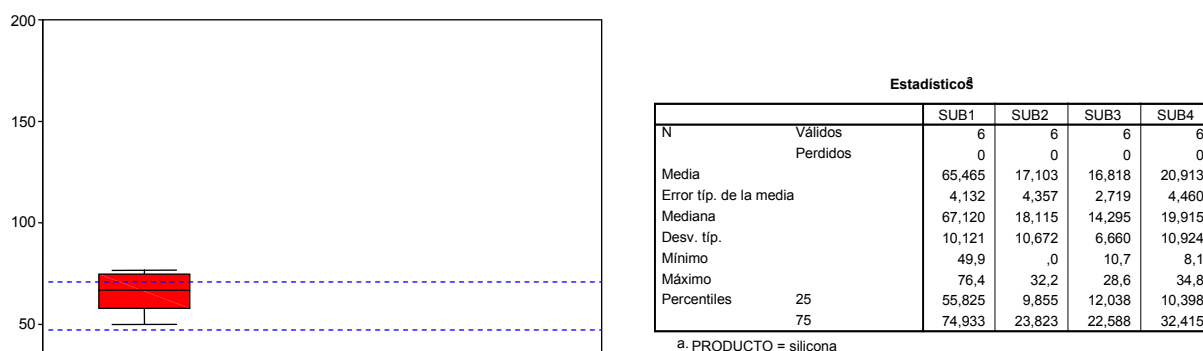 200
150
100
50
Estadísticos a
SUB1 SUB2 SUB3 SUB4
N Válidos 6 6 6 6
Perdidos 0 0 0 0
Media 65,465 17,103 16,818 20,913
Error típ. de la media 4,132 4,357 2,719 4,460
Mediana 67,120 18,115 14,295 19,915
Desv. típ. 10,121 10,672 6,660 10,924
Mínimo 49,9 ,0 10,7 8,1
Máximo 76,4 32,2 28,6 34,8
Percentiles 25 55,825 9,855 12,038 10,398
75 74,933 23,823 22,588 32,415
a. PRODUCTO = silicona